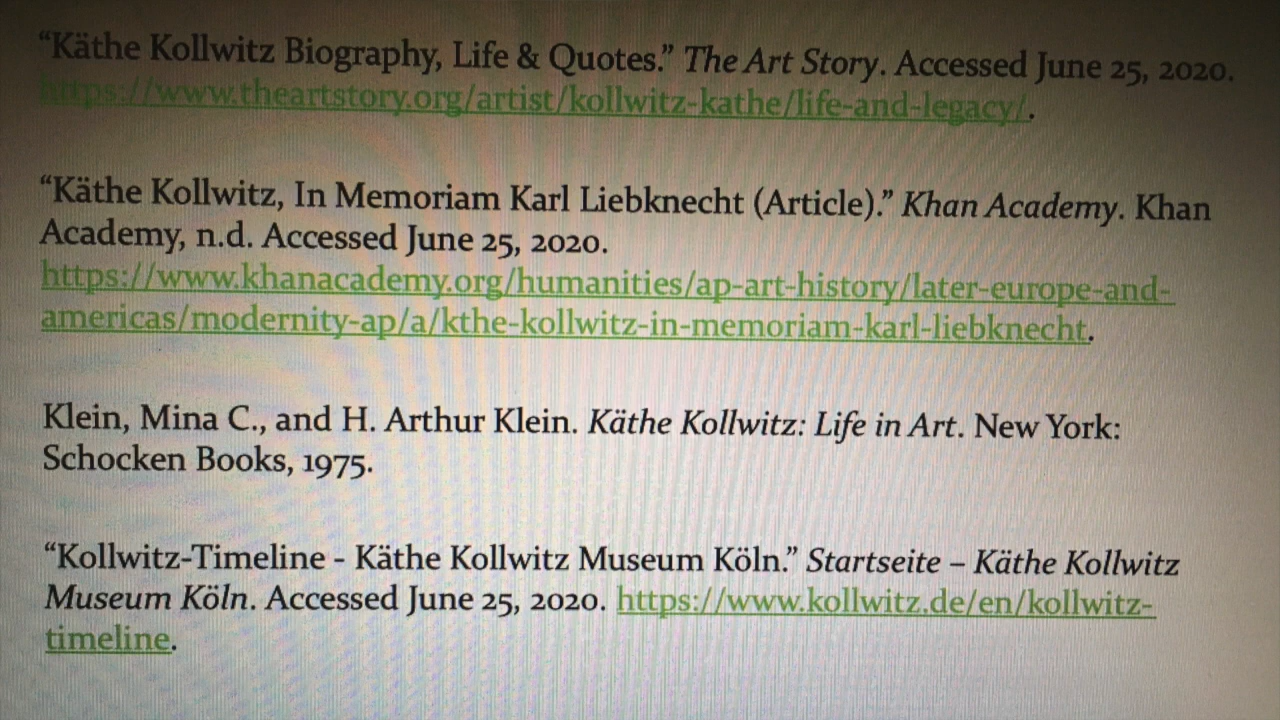 “Käthe Kollwitz Biography, Life & Quotes.” The Art Story. Accessed June 25, 2020.
https://www.theartstory.org/artist/kollwitz-kathe/life-and-legacy/.
“Käthe Kollwitz, In Memoriam Karl Liebknecht (Article).” Khan Academy. Khan
Academy, n.d. Accessed June 25, 2020.
https://www.khanacademy.org/humanities/ap-art-history/later-europe-and-
americas/modernity-ap/a/kthe-kollwitz-in-memoriam-karl-liebknecht.
Klein, Mina C., and H. Arthur Klein. Käthe Kollwitz: Life in Art. New York:
Schocken Books, 1975.
“Kollwitz-Timeline - Käthe Kollwitz Museum Köln.” Startseite – Käthe Kollwitz
Museum Köln. Accessed June 25, 2020. https://www.kollwitz.de/en/kollwitz-
timeline.